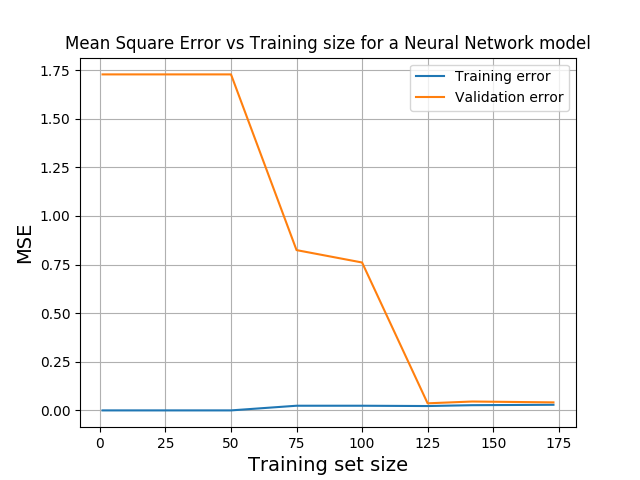 Mean Square Error vs Training size for a Neural Network model
Training error
Validation error
1.75
1.50
1.25
1.00
0.75
0.50
0.25
0.00
MSE
0 25 50 75 100 125 150 175
Training set size